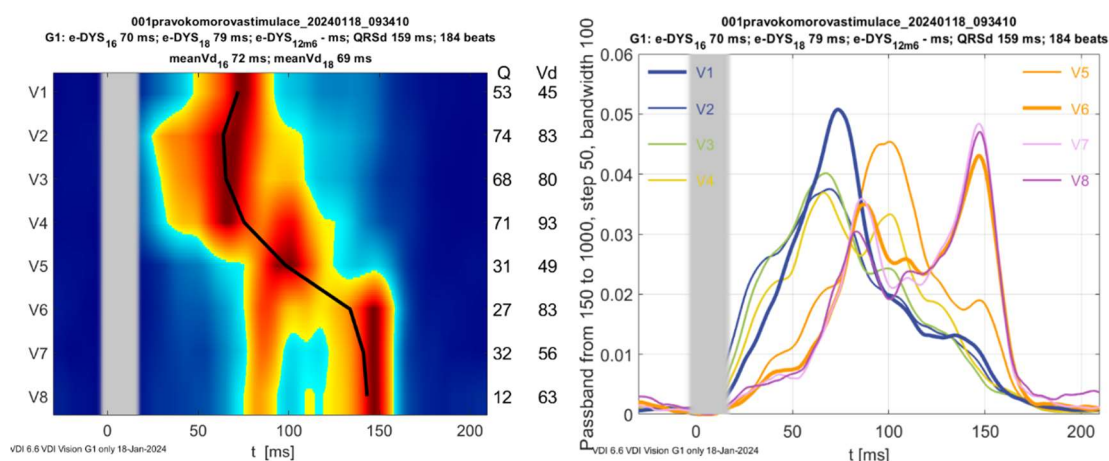 001pravokomorovastimulace_20240118_093410
G1: e-DYS16 70 ms; e-DYS18 79 ms; e-DYS12m6 - ms; QRSd 159 ms; 184 beats
meanVd16 72 ms; meanVd18 69 ms
Q Vd
V1 53 45
V2 74 83
V3 68 80
V4 71 93
V5 31 49
V6 27 83
V7 32 56
V8 12 63
0 50 100 150 200
t [ms]
VDI 6.6 VDI Vision G1 only 18-Jan-2024
001pravokomorovastimulace_20240118_093410
G1: e-DYS16 70 ms; e-DYS18 79 ms; e-DYS12m6 - ms; QRSd 159 ms; 184 beats
Passband from 150 to 1000, step 50, bandwidth 100
0.06
0.05
0.04
0.03
0.02
0.01
0
V1 V5
V2 V6
V3 V7
V4 V8
0 50 100 150 200
t [ms]
VDI 6.6 VDI Vision G1 only 18-Jan-2024